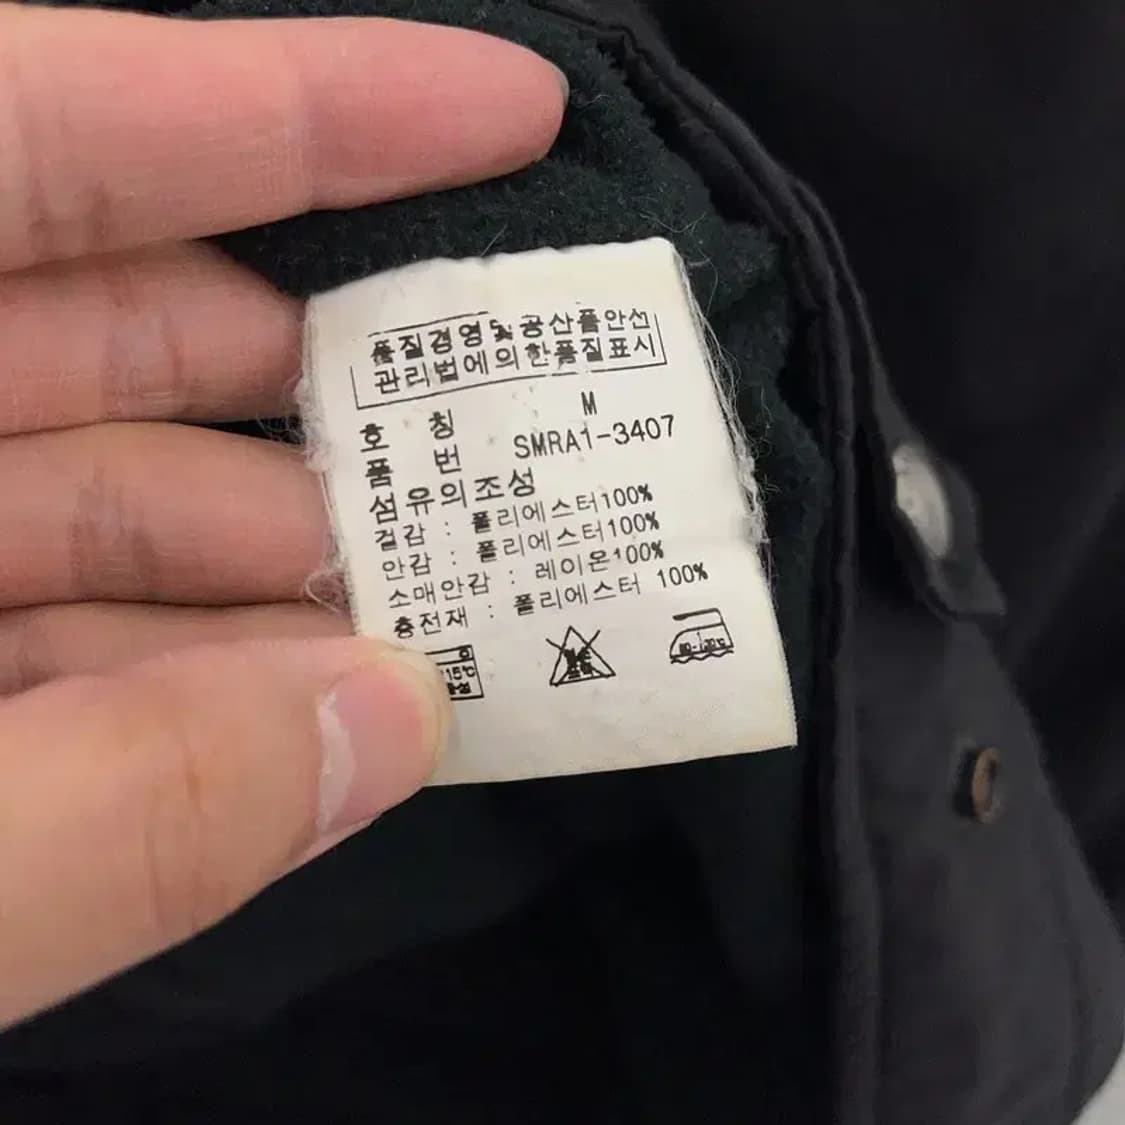 품질경영및공산품안선
관리법에의한품질표시
호 칭 M
품 번 SMRA1-3407
섬유의조성
겉감 : 폴리에스터100%
안감 : 폴리에스터100%
소매안감 : 레이온100%
충전재 : 폴리에스터 100%
15℃